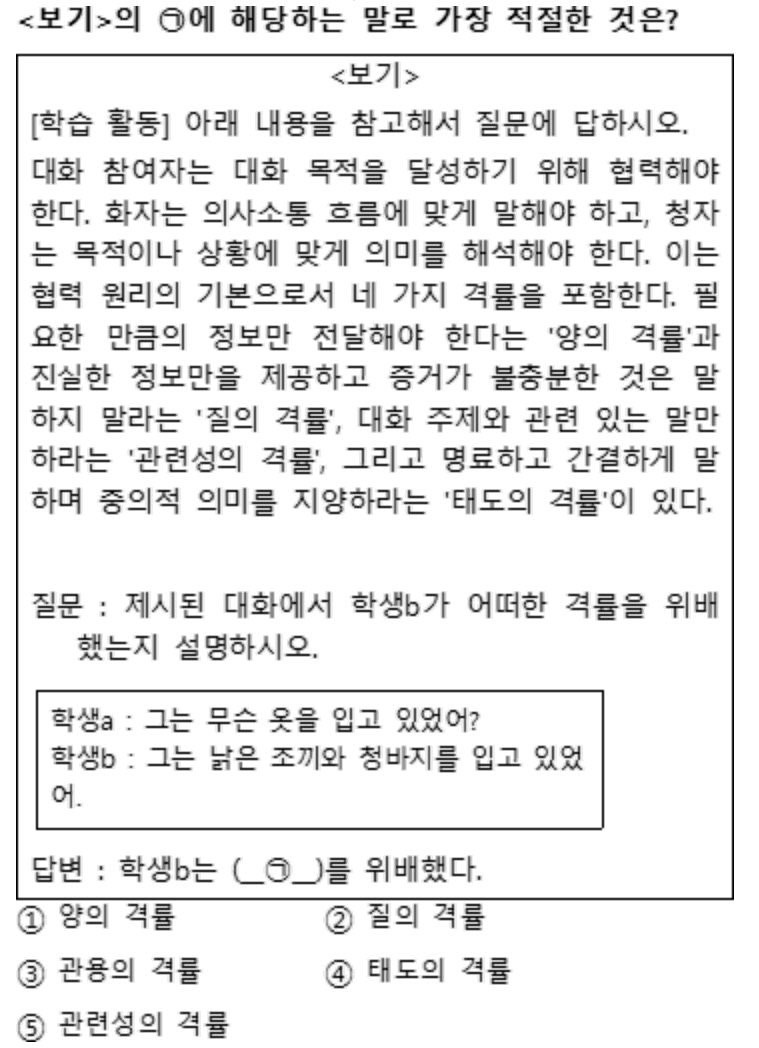 <보기>의 ㉠에 해당하는 말로 가장 적절한 것은?
<보기>
[학습 활동] 아래 내용을 참고해서 질문에 답하시오.
대화 참여자는 대화 목적을 달성하기 위해 협력해야
한다. 화자는 의사소통 흐름에 맞게 말해야 하고, 청자
는 목적이나 상황에 맞게 의미를 해석해야 한다. 이는
협력 원리의 기본으로서 네 가지 격률을 포함한다. 필
요한 만큼의 정보만 전달해야 한다는 '양의 격률'과
진실한 정보만을 제공하고 증거가 불충분한 것은 말
하지 말라는 '질의 격률', 대화 주제와 관련 있는 말만
하라는 '관련성의 격률', 그리고 명료하고 간결하게 말
하며 중의적 의미를 지양하라는 '태도의 격률'이 있다.
질문 : 제시된 대화에서 학생b가 어떠한 격률을 위배
했는지 설명하시오.
학생a : 그는 무슨 옷을 입고 있었어?
학생b : 그는 낡은 조끼와 청바지를 입고 있었
어.
답변 : 학생b는 (_㉠_)를 위배했다.
① 양의 격률 ② 질의 격률
③ 관용의 격률 ④ 태도의 격률
⑤ 관련성의 격률